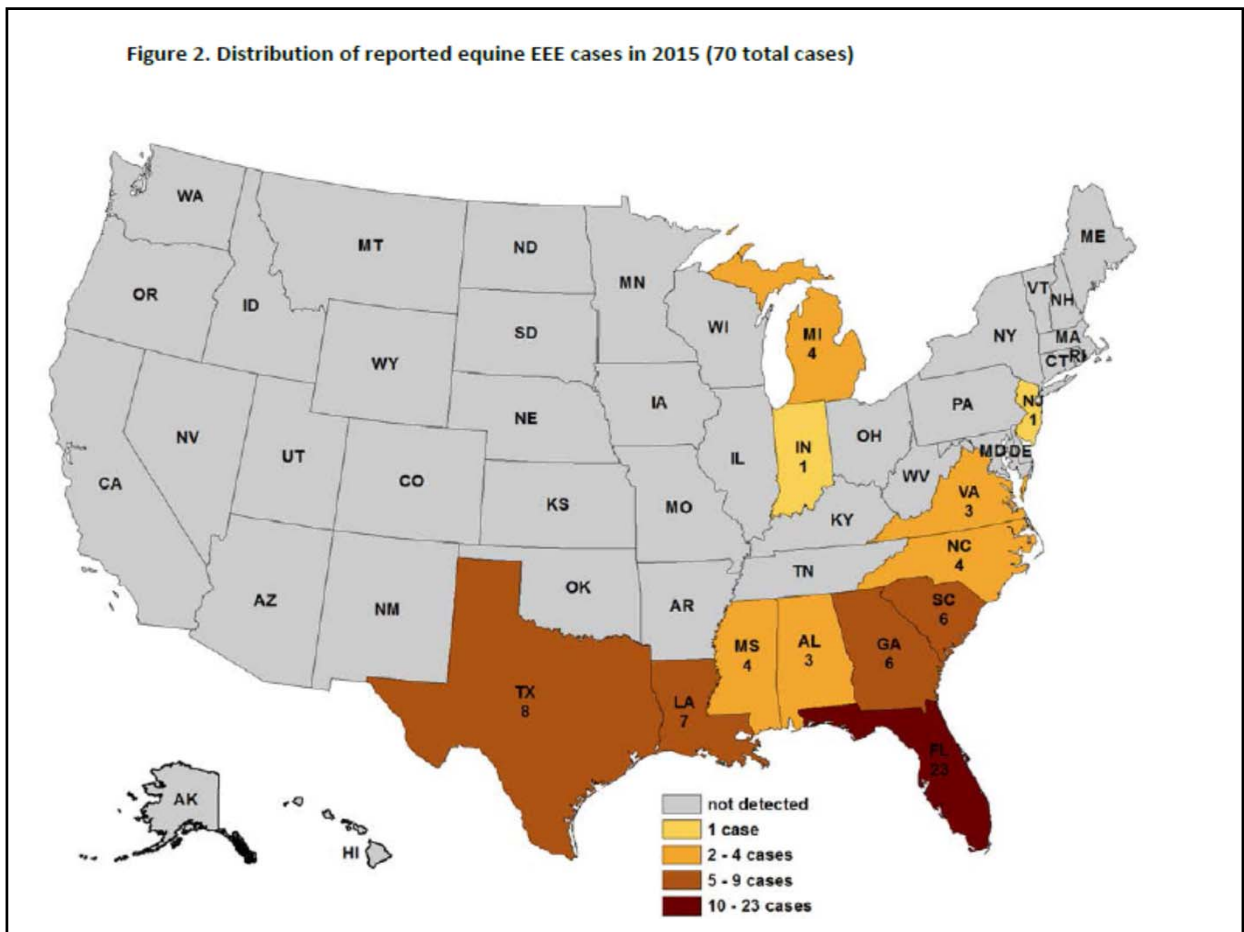 Figure 2. Distribution of reported equine EEE cases in 2015 (70 total cases)
WA
OR
ID
MT
ND
MN
SD
WY
NE
IA
WI
MI
4
CA
NV
UT
CO
KS
MO
IL
IN
1
OH
KY
WV
PA
NY
VT
NH
ME
MA
CT
RI
NJ
1
MD
DE
VA
3
NC
4
TN
AZ
NM
OK
AR
SC
6
TX
8
LA
7
MS
4
AL
3
GA
6
FL
23
AK
HI
not detected
1 case
2 - 4 cases
5 - 9 cases
10 - 23 cases